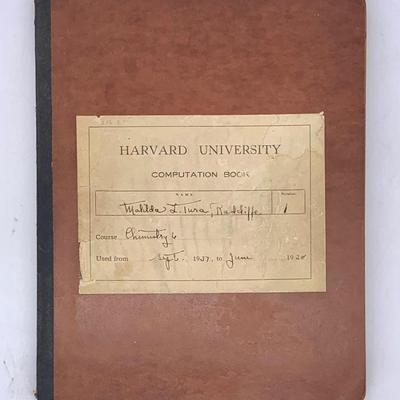 HARVARD UNIVERSITY
COMPUTATION BOOK
NAME Number
Matilda L. Tura, Radcliffe 1
Course Chemistry 6
Used from Sept. 1927, to June 1928